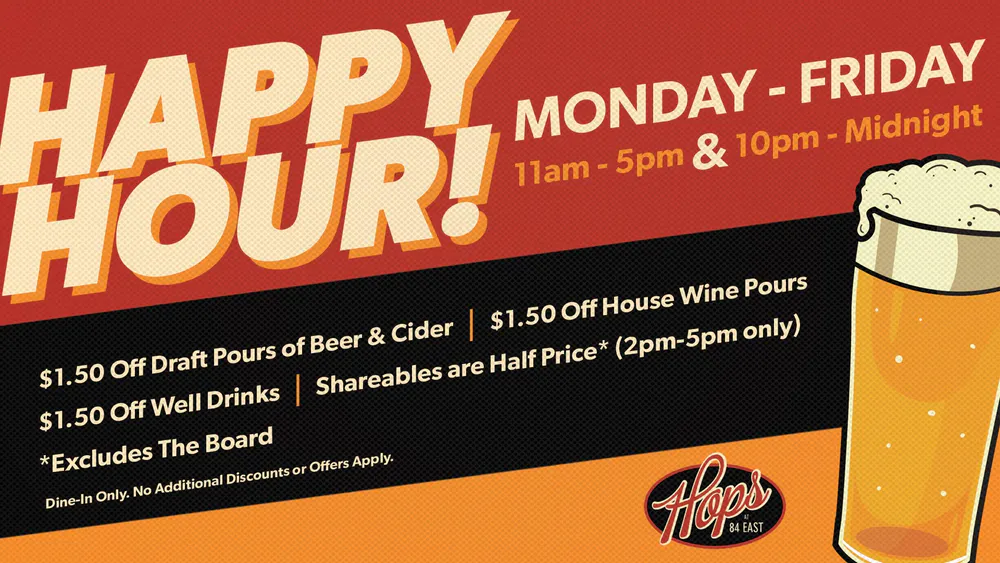 HAPPY
HOUR!
MONDAY - FRIDAY
11am - 5pm & 10pm - Midnight
$1.50 Off Draft Pours of Beer & Cider | $1.50 Off House Wine Pours
$1.50 Off Well Drinks | Shareables are Half Price* (2pm-5pm only)
*Excludes The Board
Dine-In Only. No Additional Discounts or Offers Apply.
Hops
AT
84 EAST